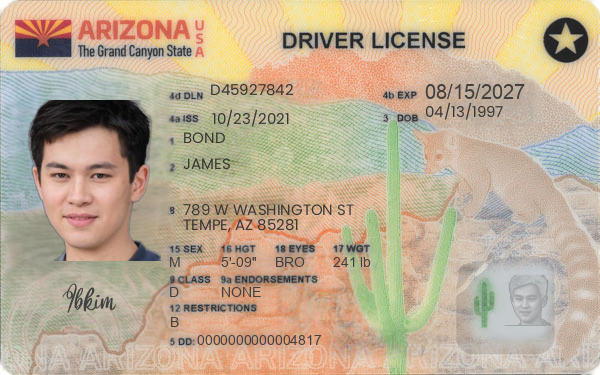 ARIZONA USA
The Grand Canyon State
DRIVER LICENSE
4d DLN D45927842
4b EXP 08/15/2027
4a ISS 10/23/2021
3 DOB 04/13/1997
1 BOND
2 JAMES
8 789 W WASHINGTON ST
TEMPE, AZ 85281
15 SEX 16 HGT 18 EYES 17 WGT
M 5'-09" BRO 241 lb
9 CLASS 9a ENDORSEMENTS
D NONE
12 RESTRICTIONS
B
5 DD: 0000000000004817
ARIZONA ARIZONA ARIZONA ARIZONA